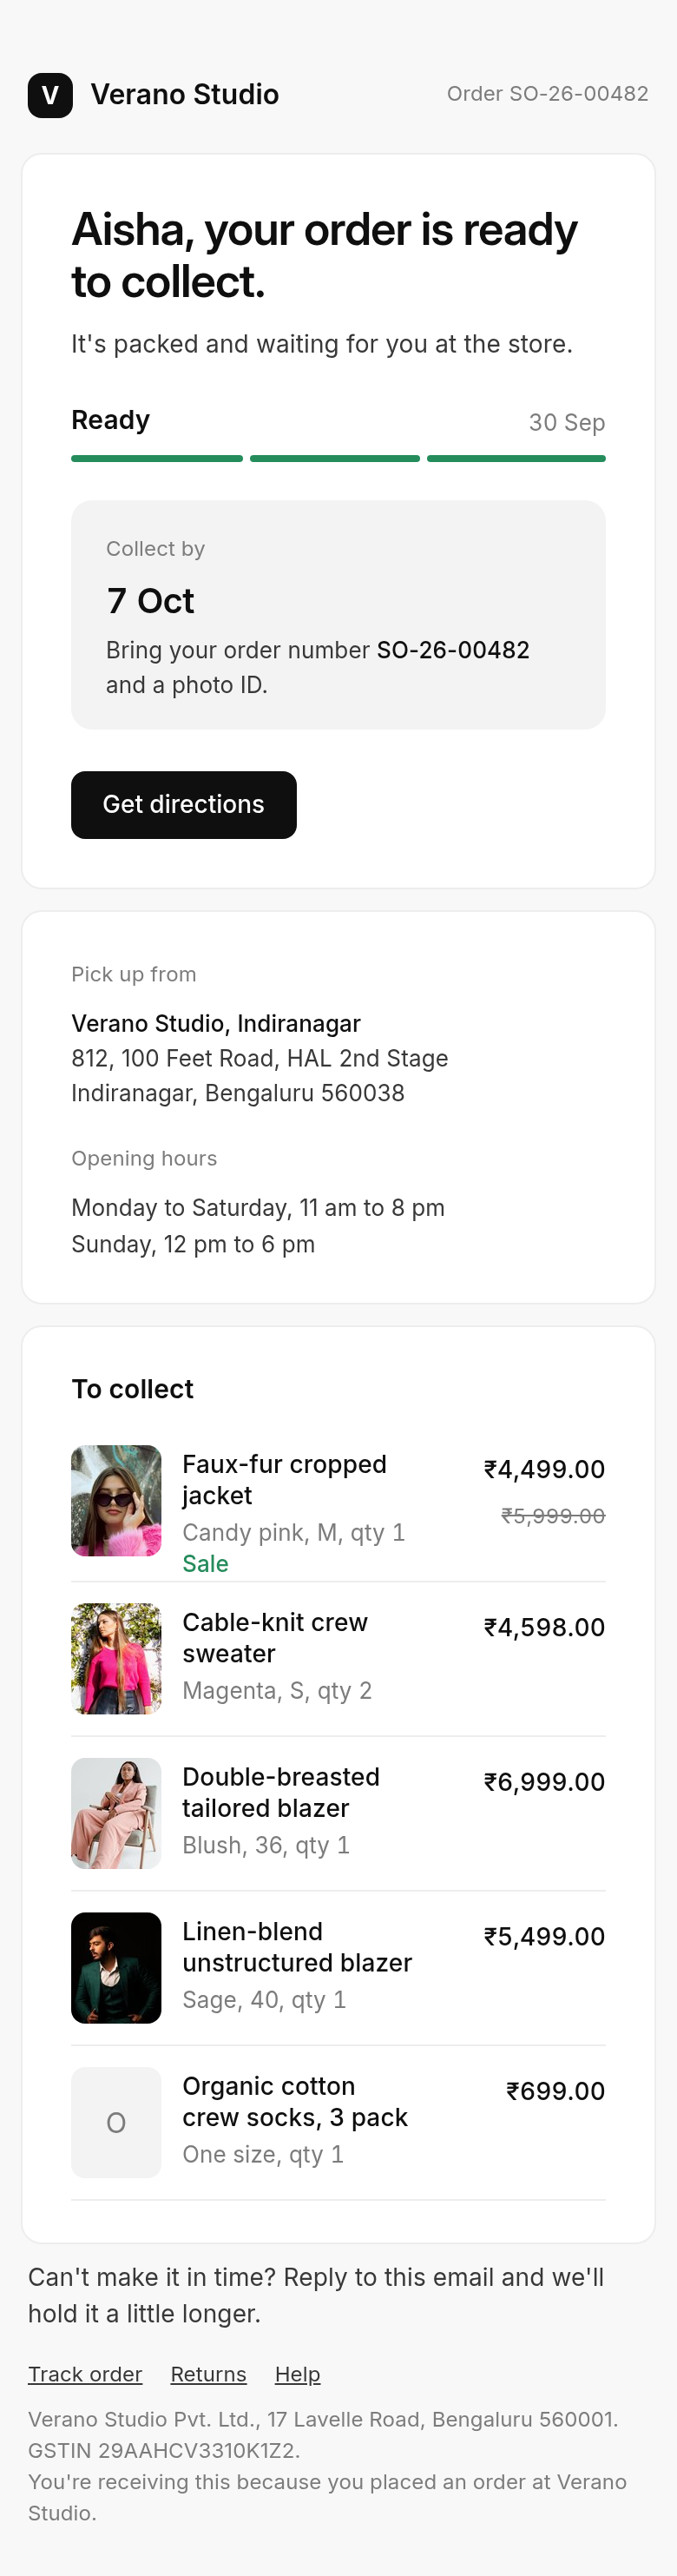 V Verano Studio
Order SO-26-00482
Aisha, your order is ready
to collect.
It's packed and waiting for you at the store.
Ready
30 Sep
Collect by
7 Oct
Bring your order number SO-26-00482
and a photo ID.
Get directions
Pick up from
Verano Studio, Indiranagar
812, 100 Feet Road, HAL 2nd Stage
Indiranagar, Bengaluru 560038
Opening hours
Monday to Saturday, 11 am to 8 pm
Sunday, 12 pm to 6 pm
To collect
Faux-fur cropped
jacket
Candy pink, M, qty 1
Sale
₹4,499.00
₹5,999.00
Cable-knit crew
sweater
Magenta, S, qty 2
₹4,598.00
Double-breasted
tailored blazer
Blush, 36, qty 1
₹6,999.00
Linen-blend
unstructured blazer
Sage, 40, qty 1
₹5,499.00
O
Organic cotton
crew socks, 3 pack
One size, qty 1
₹699.00
Can't make it in time? Reply to this email and we'll
hold it a little longer.
Track order Returns Help
Verano Studio Pvt. Ltd., 17 Lavelle Road, Bengaluru 560001.
GSTIN 29AAHCV3310K1Z2.
You're receiving this because you placed an order at Verano
Studio.